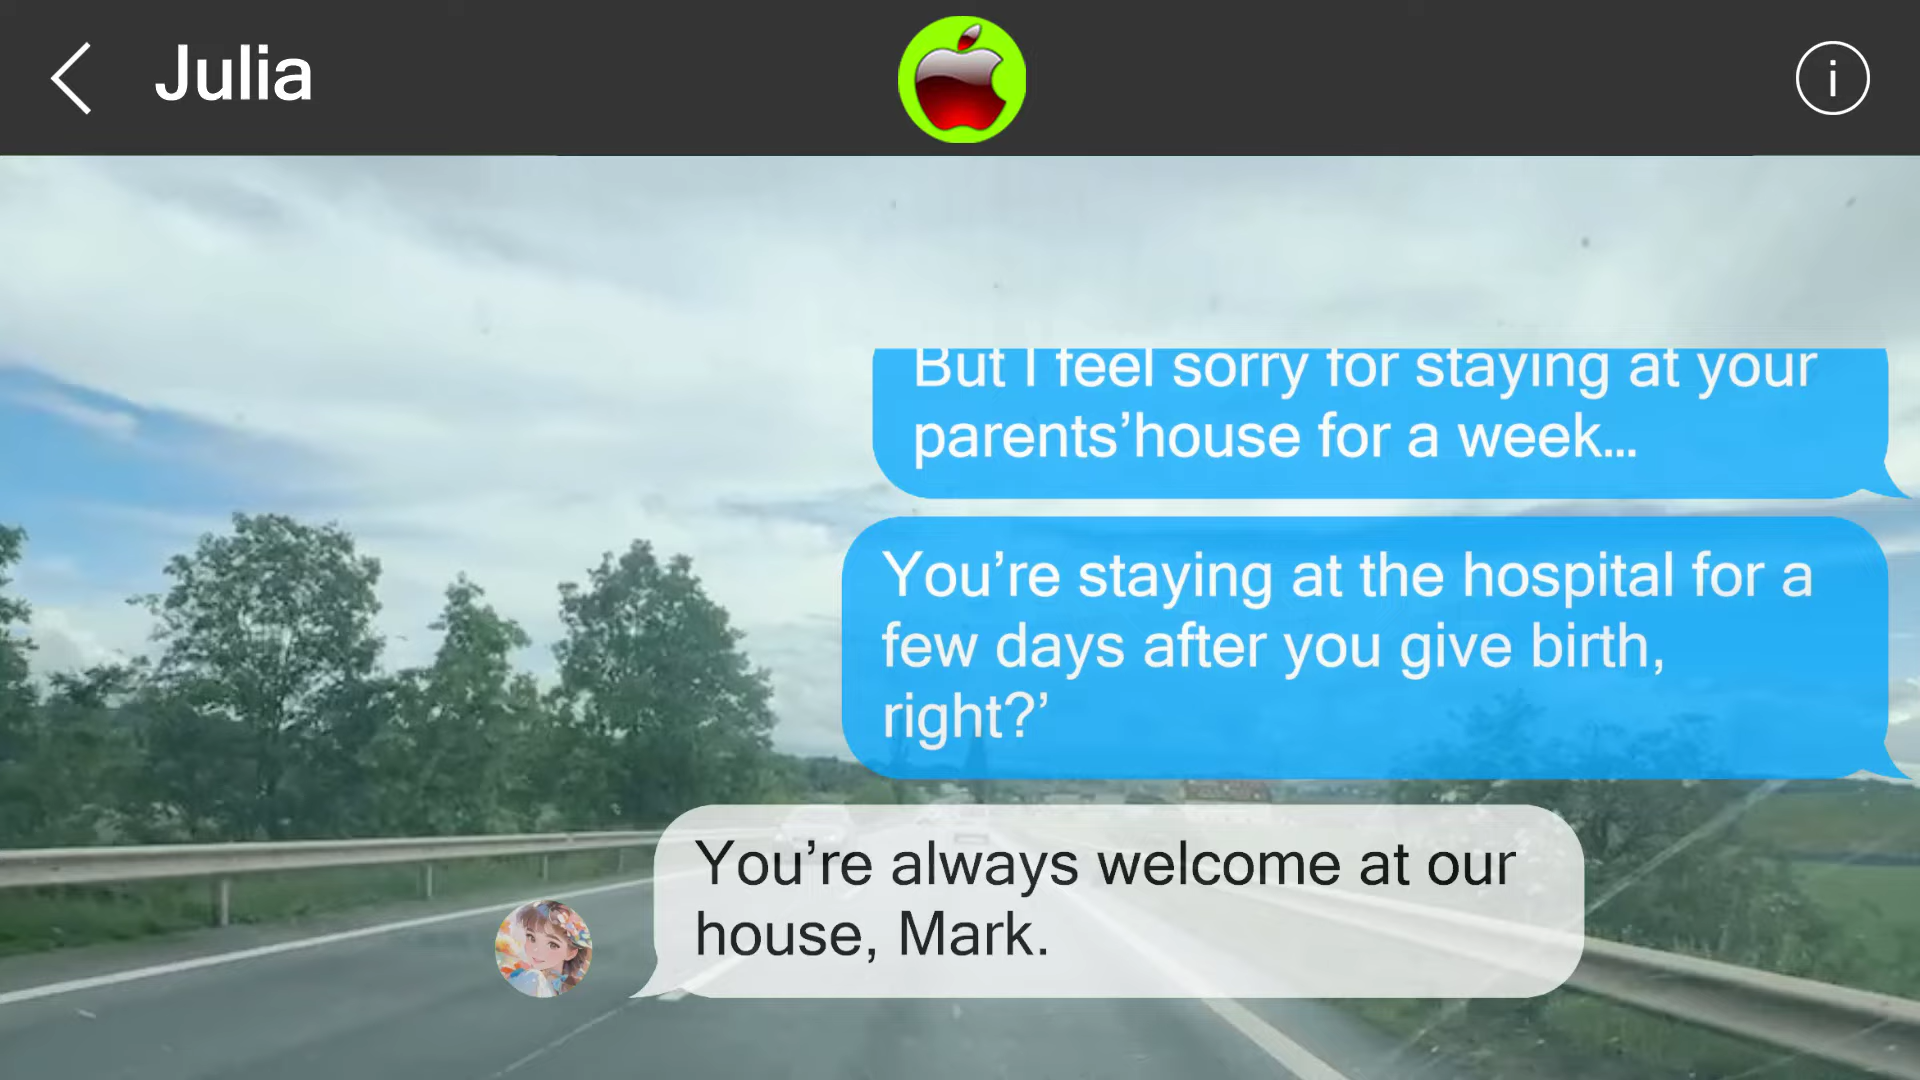 Julia
i
But I feel sorry for staying at your
parents’house for a week...
You’re staying at the hospital for a
few days after you give birth,
right?’
You’re always welcome at our
house, Mark.